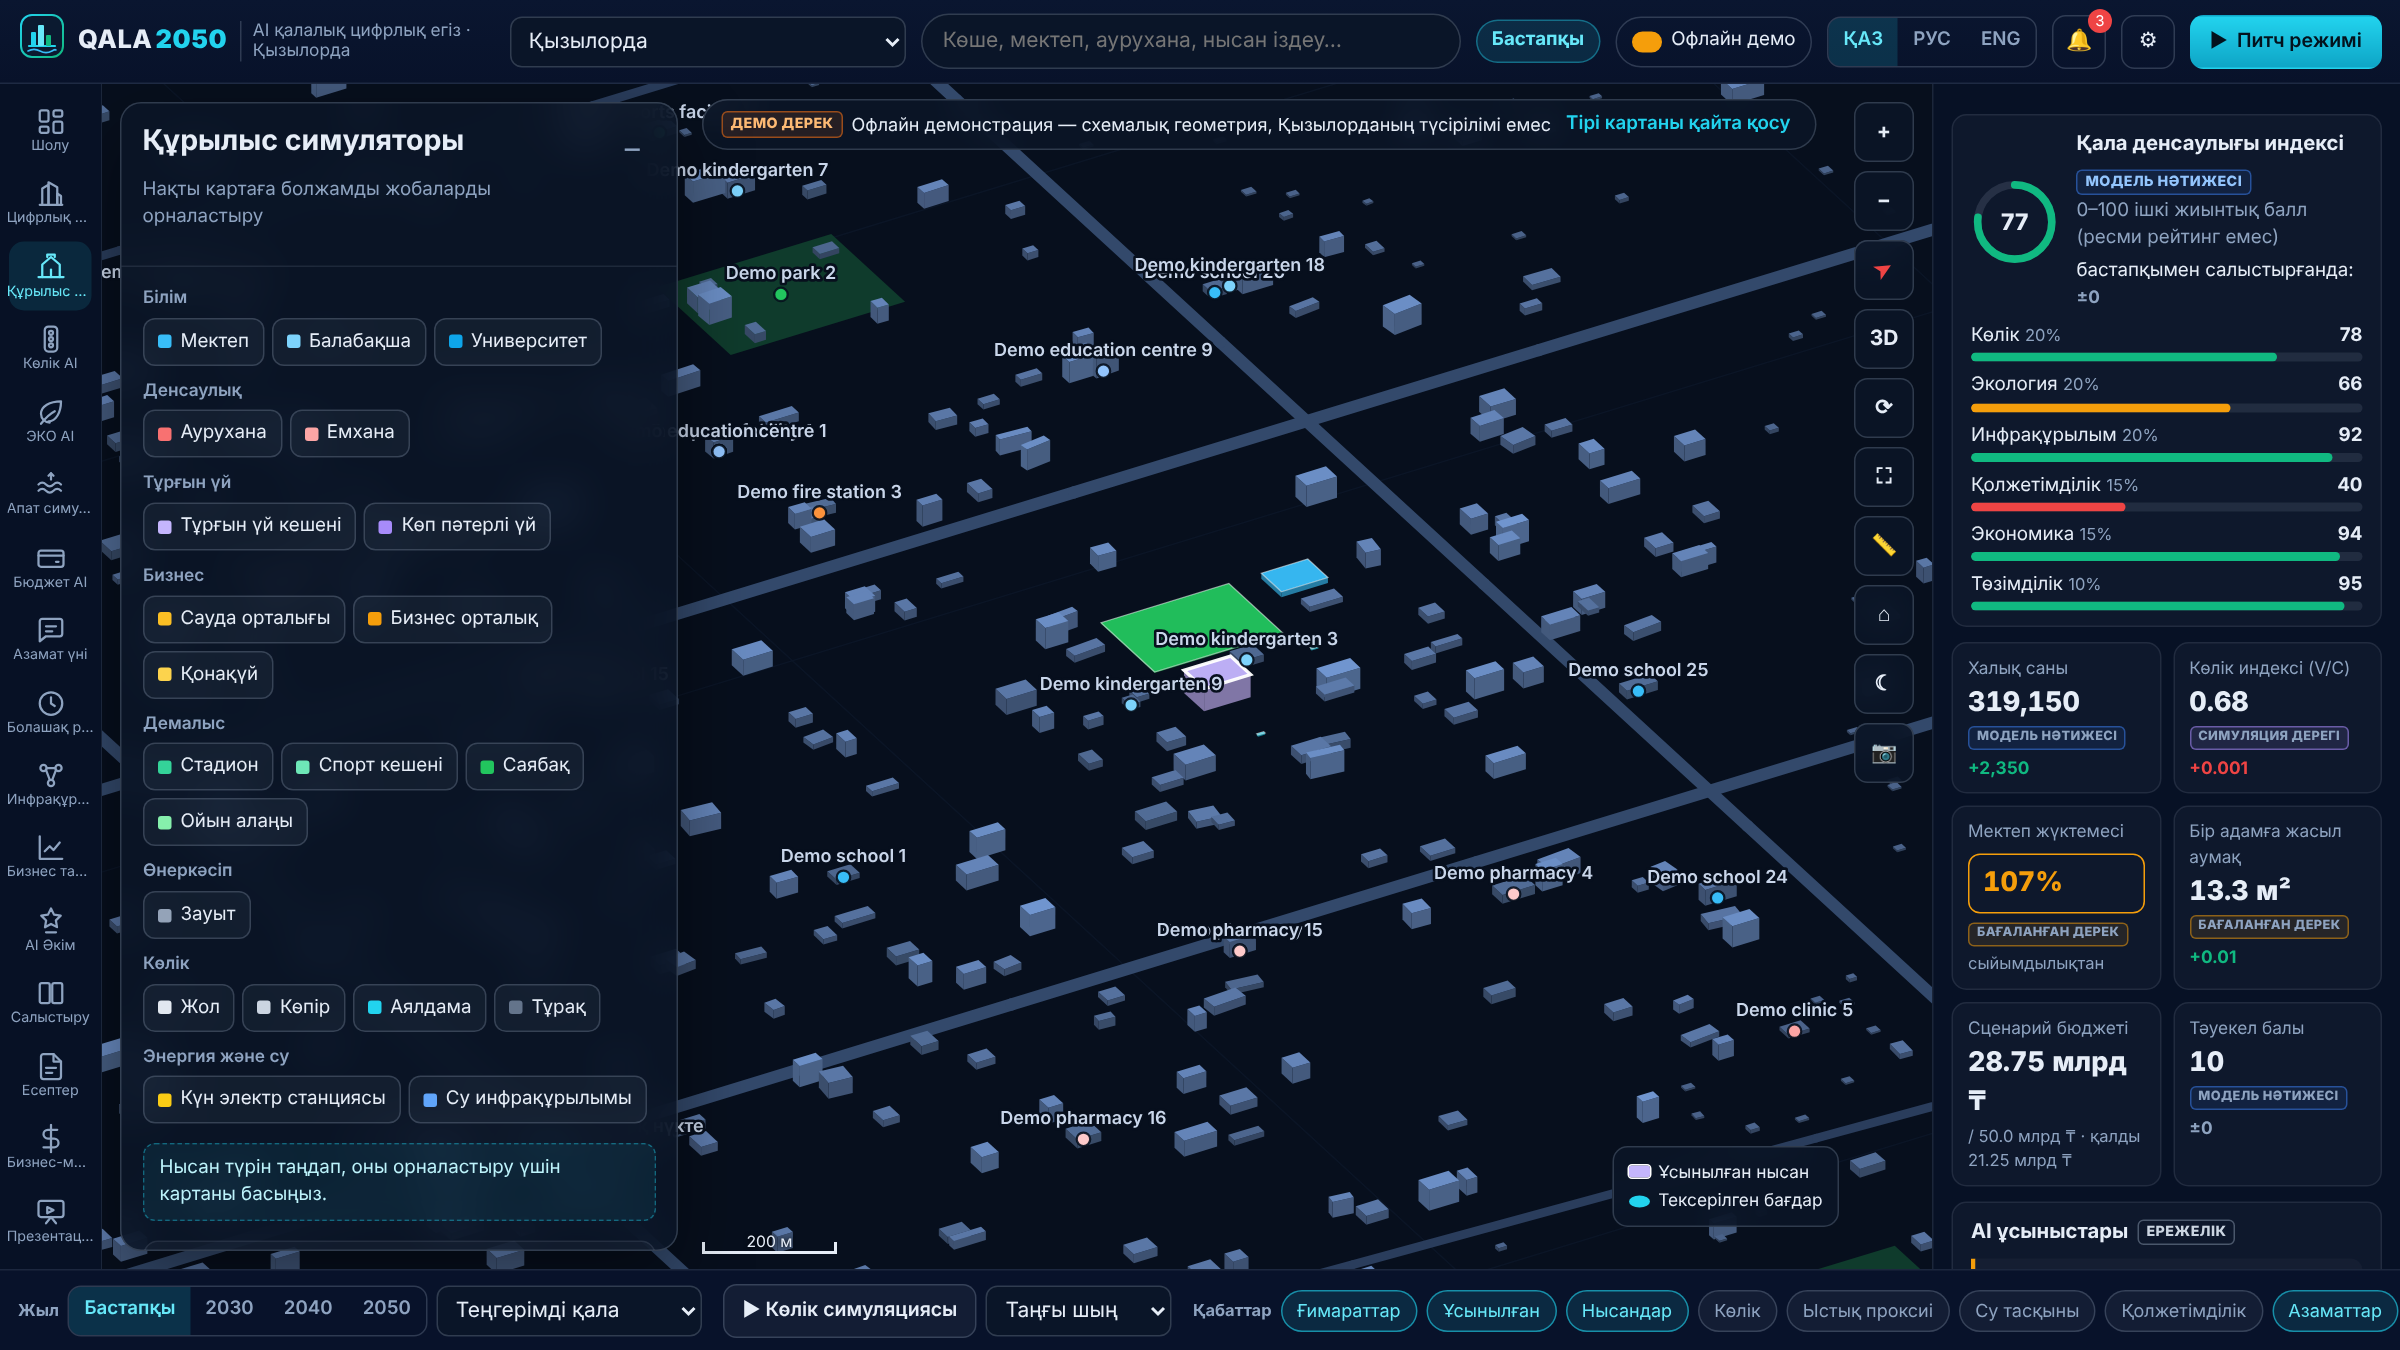 QALA 2050
AI қалалық цифрлық егіз ·
Қызылорда
Қызылорда
Көше, мектеп, аурухана, нысан іздеу...
Бастапқы
Офлайн демо
ҚАЗ РУС ENG
3
Питч режимі
Шолу
Цифрлық ...
Құрылыс ...
Көлік AI
ЭКО AI
Апат симу...
Бюджет AI
Азамат үні
Болашақ р...
Инфрақұр...
Бизнес та...
AI Әкім
Салыстыру
Есептер
Бизнес-м...
Презентац...
Құрылыс симуляторы
Нақты картаға болжамды жобаларды
орналастыру
Білім
Мектеп Балабақша Университет
Денсаулық
Аурухана Емхана
Тұрғын үй
Тұрғын үй кешені Көп пәтерлі үй
Бизнес
Сауда орталығы Бизнес орталық
Қонақүй
Демалыс
Стадион Спорт кешені Саябақ
Ойын алаңы
Өнеркәсіп
Зауыт
Көлік
Жол Көпір Аялдама Тұрақ
Энергия және су
Күн электр станциясы Су инфрақұрылымы
Нысан түрін таңдап, оны орналастыру үшін
картаны басыңыз.
ДЕМО ДЕРЕК Офлайн демонстрация — схемалық геометрия, Қызылорданың түсірілімі емес Тірі картаны қайта қосу
kindergarten 7
Demo park 2
Demo kindergarten 18
Demo education centre 9
education centre 1
Demo fire station 3
Demo kindergarten 3
Demo kindergarten 9
Demo school 25
Demo school 1
Demo pharmacy 4
Demo school 24
Demo pharmacy 15
Demo clinic 5
Demo pharmacy 16
200 м
+
−
3D
Ұсынылған нысан
Тексерілген бағдар
Қала денсаулығы индексі
77
МОДЕЛЬ НӘТИЖЕСІ
0–100 ішкі жиынтық балл
(ресми рейтинг емес)
бастапқымен салыстырғанда:
±0
Көлік 20% 78
Экология 20% 66
Инфрақұрылым 20% 92
Қолжетімділік 15% 40
Экономика 15% 94
Төзімділік 10% 95
Халық саны
319,150
МОДЕЛЬ НӘТИЖЕСІ
+2,350
Көлік индексі (V/C)
0.68
СИМУЛЯЦИЯ ДЕРЕГІ
+0.001
Мектеп жүктемесі
107%
БАҒАЛАНҒАН ДЕРЕК
сыйымдылықтан
Бір адамға жасыл
аумақ
13.3 м²
БАҒАЛАНҒАН ДЕРЕК
+0.01
Сценарий бюджеті
28.75 млрд
₸
/ 50.0 млрд ₸ · қалды
21.25 млрд ₸
Тәуекел балы
10
МОДЕЛЬ НӘТИЖЕСІ
±0
AI ұсыныстары ЕРЕЖЕЛІК
Жыл Бастапқы 2030 2040 2050 Теңгерімді қала Көлік симуляциясы Таңғы шың Қабаттар Ғимараттар Ұсынылған Нысандар Көлік Ыстық проксиі Су тасқыны Қолжетімділік Азаматтар